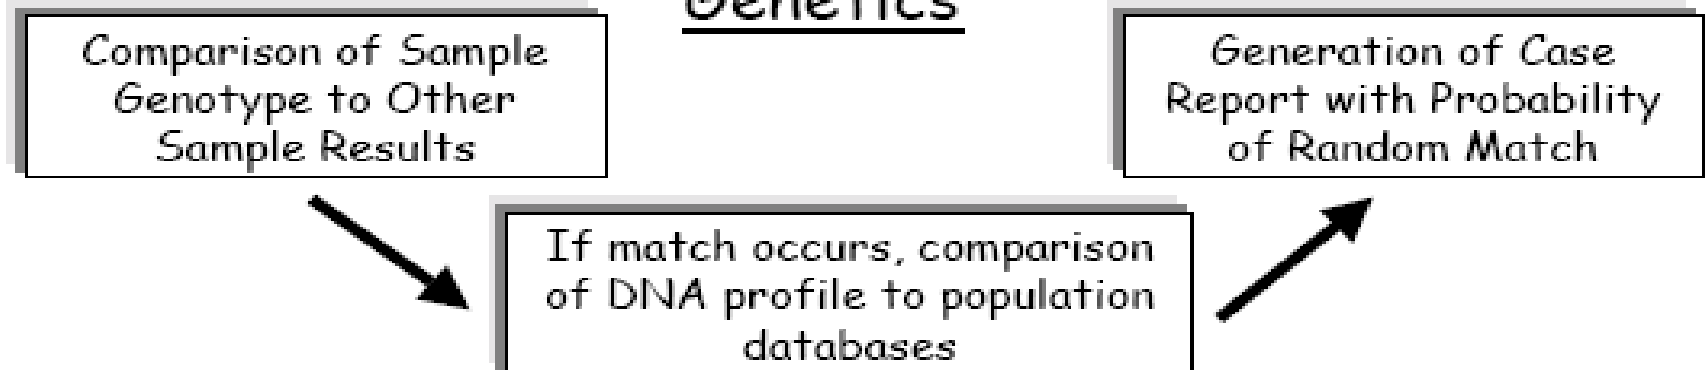 Genetics
Comparison of Sample
Genotype to Other
Sample Results
If match occurs, comparison
of DNA profile to population
databases
Generation of Case
Report with Probability
of Random Match